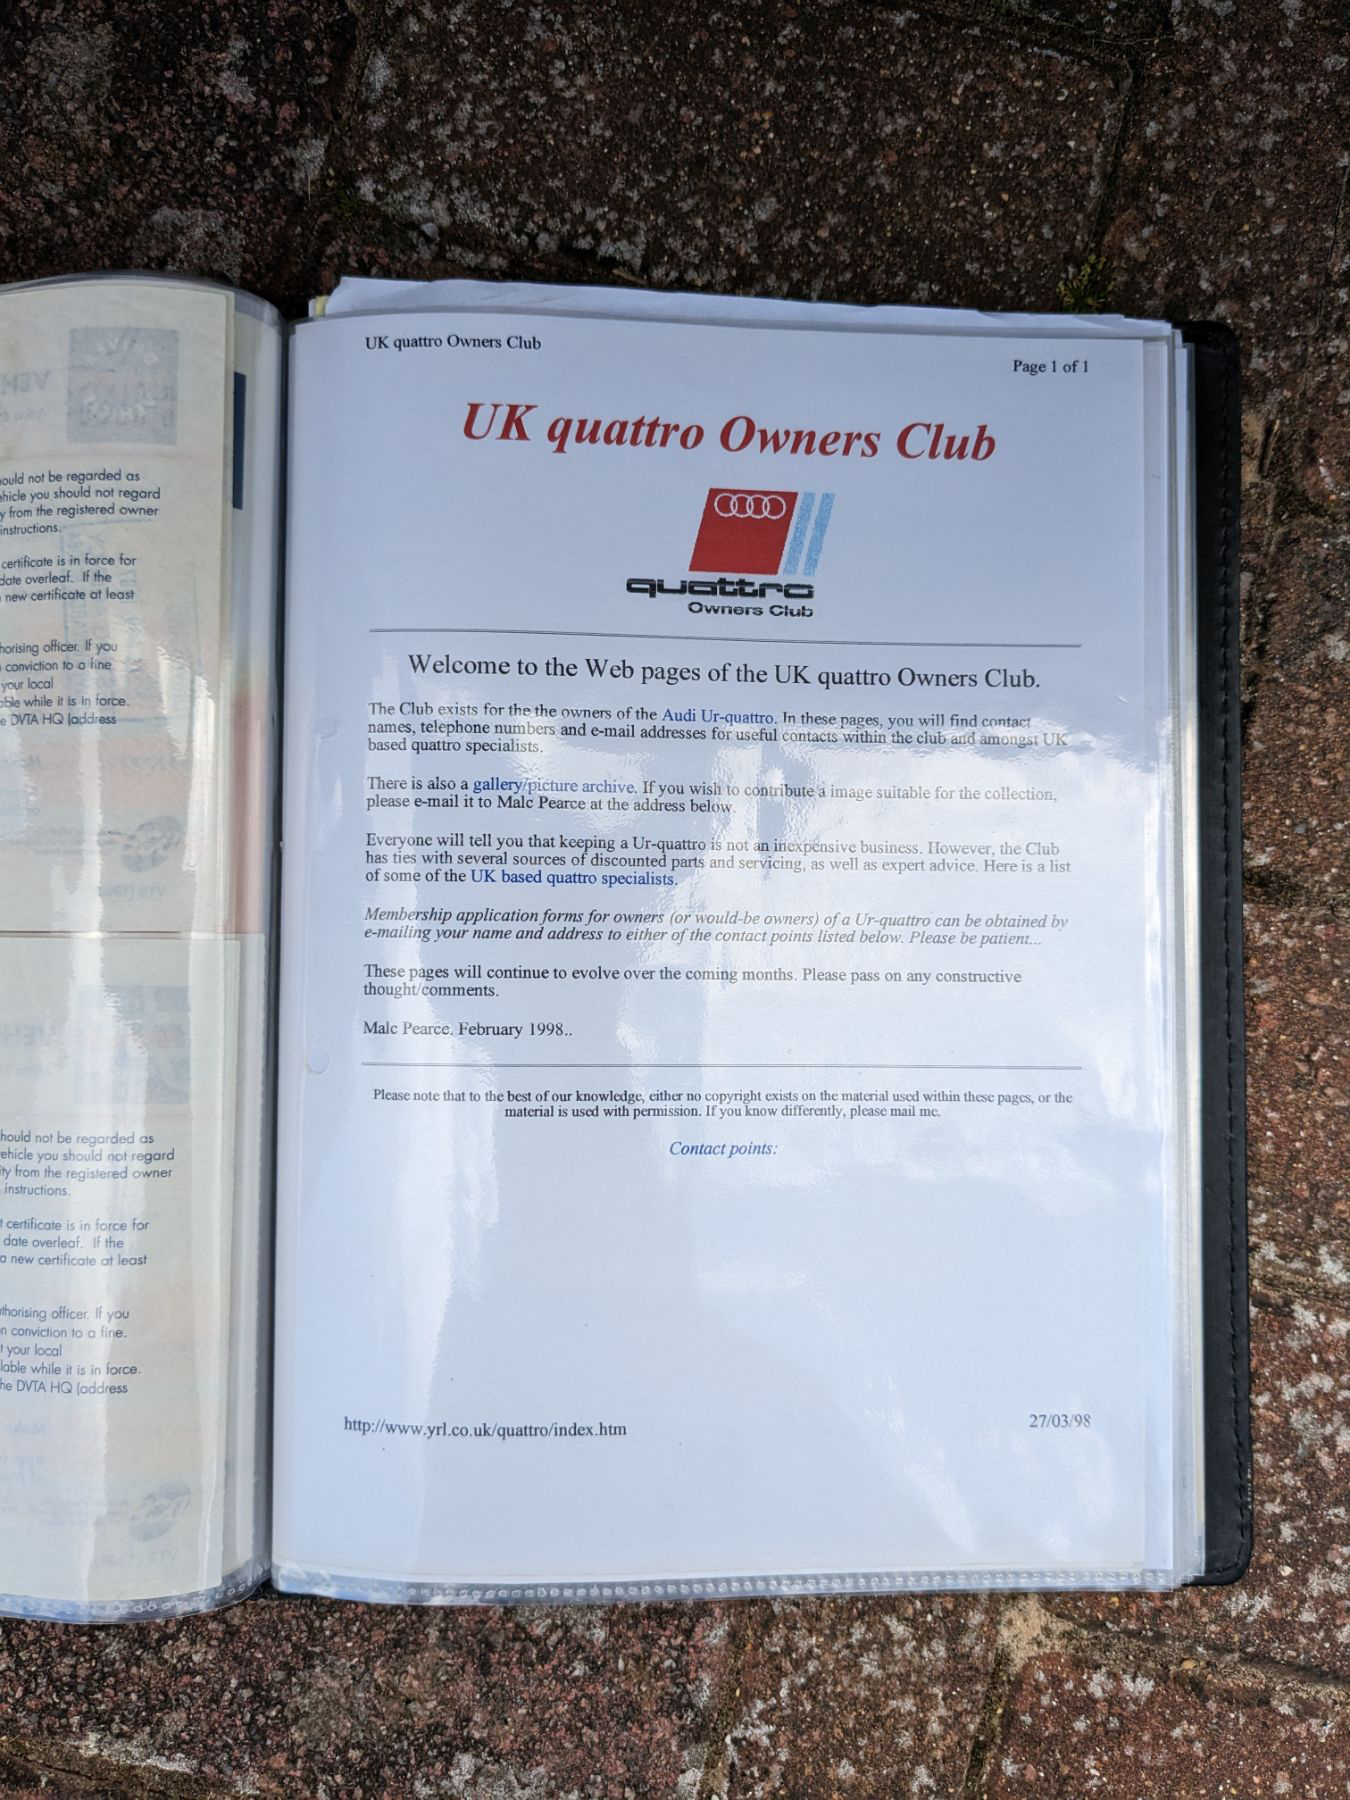 ould not be regarded as
ehicle you should not regard
y from the registered owner
instructions.
certificate is in force for
date overleaf. If the
new certificate at least
horising officer. If you
conviction to a fine.
your local
able while it is in force.
e DVTA HQ (address
hould not be regarded as
ehicle you should not regard
ity from the registered owner
instructions.
t certificate is in force for
date overleaf. If the
a new certificate at least
thorising officer. If you
n conviction to a fine.
t your local
lable while it is in force.
he DVTA HQ (address
UK quattro Owners Club
Page 1 of 1
UK quattro Owners Club
quattro
Owners Club
Welcome to the Web pages of the UK quattro Owners Club.
The Club exists for the the owners of the Audi Ur-quattro. In these pages, you will find contact
names, telephone numbers and e-mail addresses for useful contacts within the club and amongst UK
based quattro specialists.
There is also a gallery/picture archive. If you wish to contribute a image suitable for the collection,
please e-mail it to Malc Pearce at the address below.
Everyone will tell you that keeping a Ur-quattro is not an inexpensive business. However, the Club
has ties with several sources of discounted parts and servicing, as well as expert advice. Here is a list
of some of the UK based quattro specialists.
Membership application forms for owners (or would-be owners) of a Ur-quattro can be obtained by
e-mailing your name and address to either of the contact points listed below. Please be patient...
These pages will continue to evolve over the coming months. Please pass on any constructive
thought/comments.
Malc Pearce. February 1998..
Please note that to the best of our knowledge, either no copyright exists on the material used within these pages, or the
material is used with permission. If you know differently, please mail me.
Contact points:
http://www.yrl.co.uk/quattro/index.htm
27/03/98